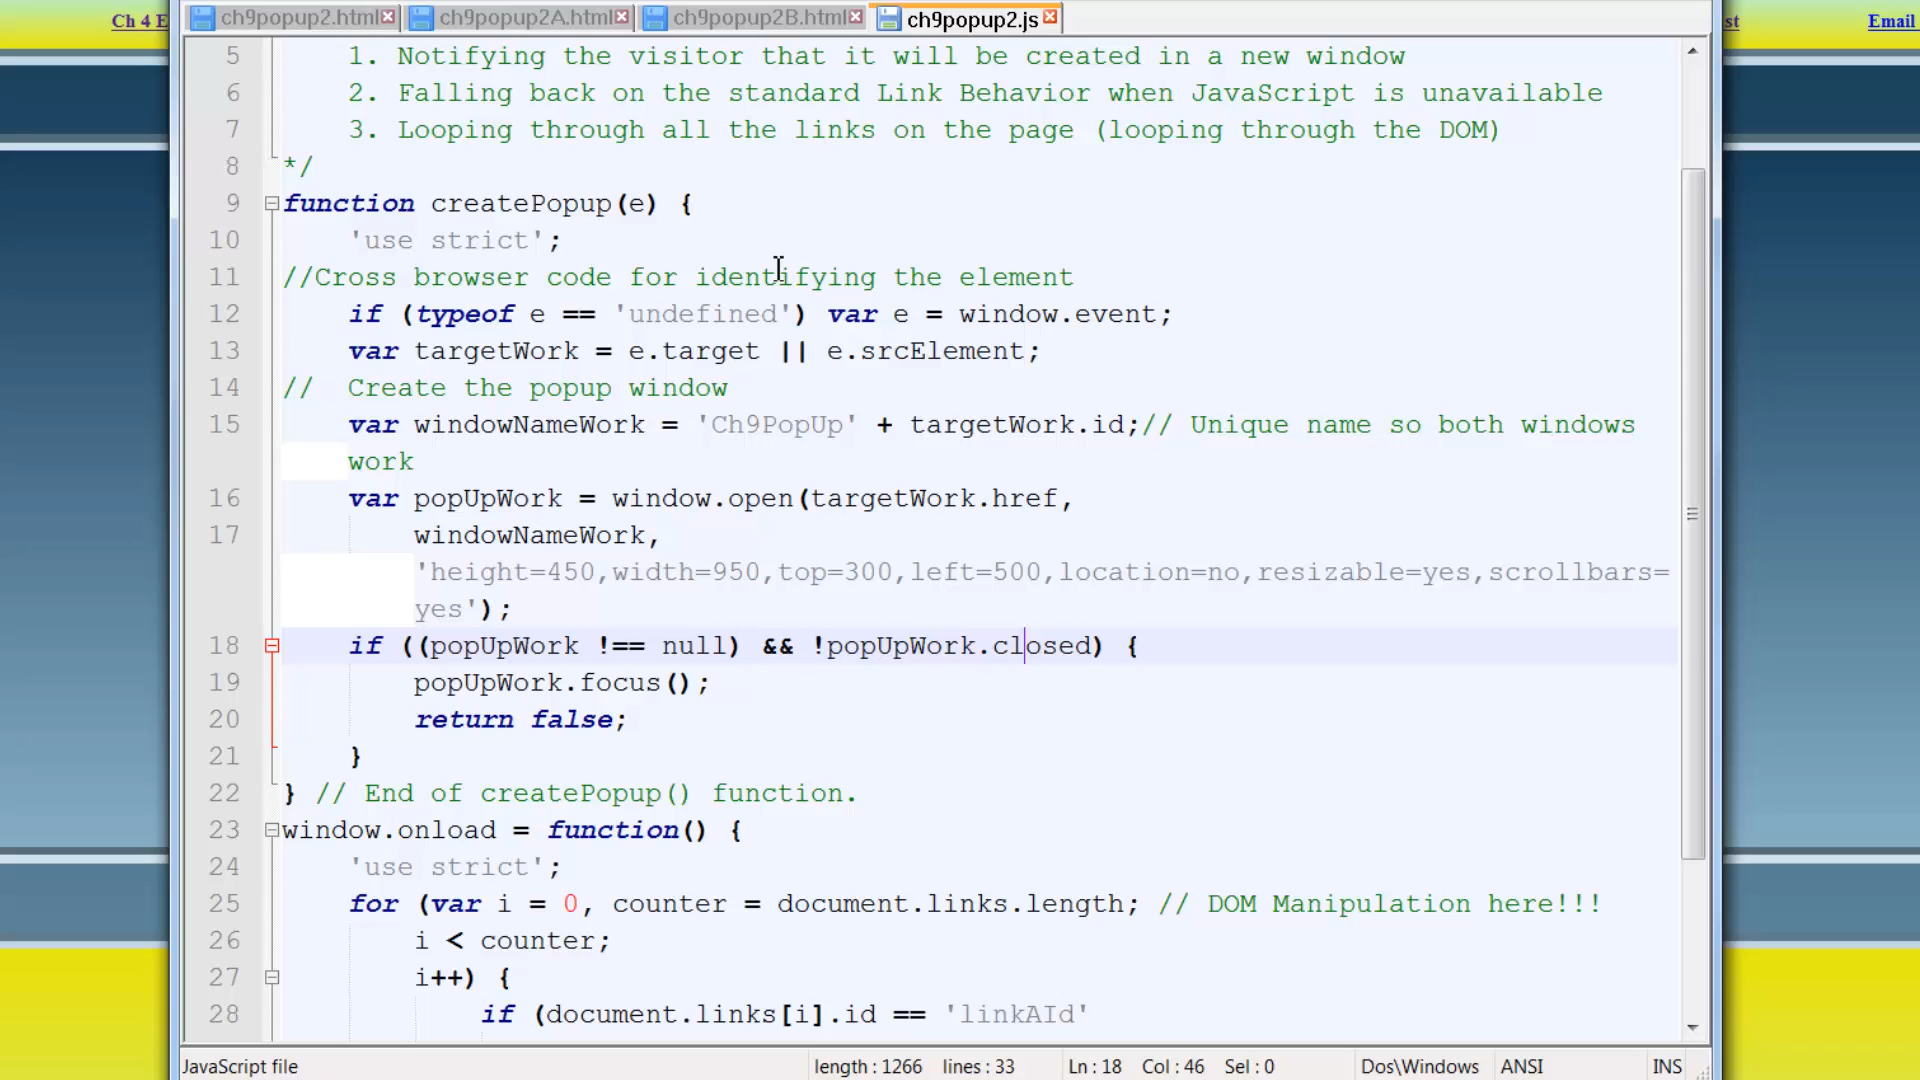 Ch 4 E
ch9popup2.html
ch9popup2A.html
ch9popup2B.html
ch9popup2.js
st
Email
5 1. Notifying the visitor that it will be created in a new window
6 2. Falling back on the standard Link Behavior when JavaScript is unavailable
7 3. Looping through all the links on the page (looping through the DOM)
8 */
9 function createPopup(e) {
10 'use strict';
11 //Cross browser code for identifying the element
12 if (typeof e == 'undefined') var e = window.event;
13 var targetWork = e.target || e.srcElement;
14 // Create the popup window
15 var windowNameWork = 'Ch9PopUp' + targetWork.id;// Unique name so both windows
work
16 var popUpWork = window.open(targetWork.href,
17 windowNameWork,
'height=450,width=950,top=300,left=500,location=no,resizable=yes,scrollbars=
yes');
18 if ((popUpWork !== null) && !popUpWork.closed) {
19 popUpWork.focus();
20 return false;
21 }
22 } // End of createPopup() function.
23 window.onload = function() {
24 'use strict';
25 for (var i = 0, counter = document.links.length; // DOM Manipulation here!!!
26 i < counter;
27 i++) {
28 if (document.links[i].id == 'linkAId'
JavaScript file length : 1266 lines : 33 Ln : 18 Col : 46 Sel : 0 Dos\Windows ANSI INS